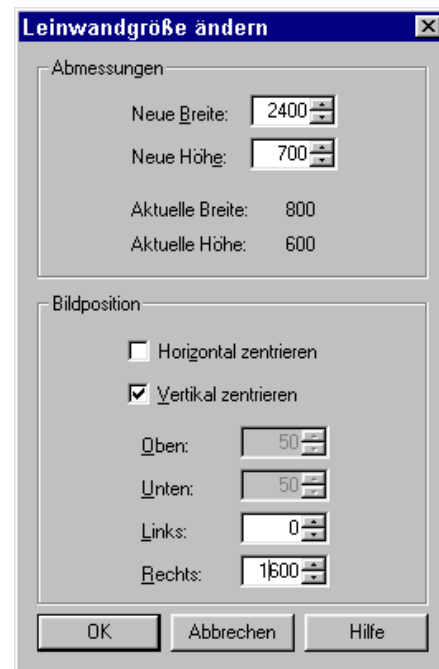 Leinwandgröße ändern
Abmessungen
Neue Breite: 2400
Neue Höhe: 700
Aktuelle Breite: 800
Aktuelle Höhe: 600
Bildposition
Horizontal zentrieren
Vertikal zentrieren
Oben: 50
Unten: 50
Links: 0
Rechts: 1600
OK Abbrechen Hilfe